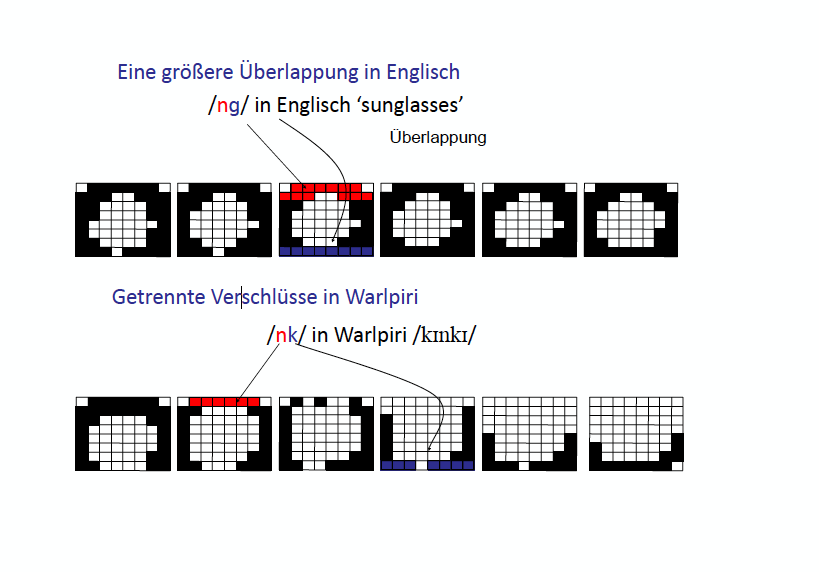 Eine größere Überlappung in Englisch
/ng/ in Englisch ‘sunglasses’
Überlappung
Getrennte Verschlüsse in Warlpiri
/nk/ in Warlpiri /kɪnkɪ/